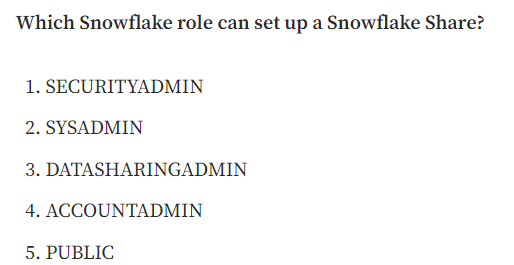 Which Snowflake role can set up a Snowflake Share?
1. SECURITYADMIN
2. SYSADMIN
3. DATASHARINGADMIN
4. ACCOUNTADMIN
5. PUBLIC